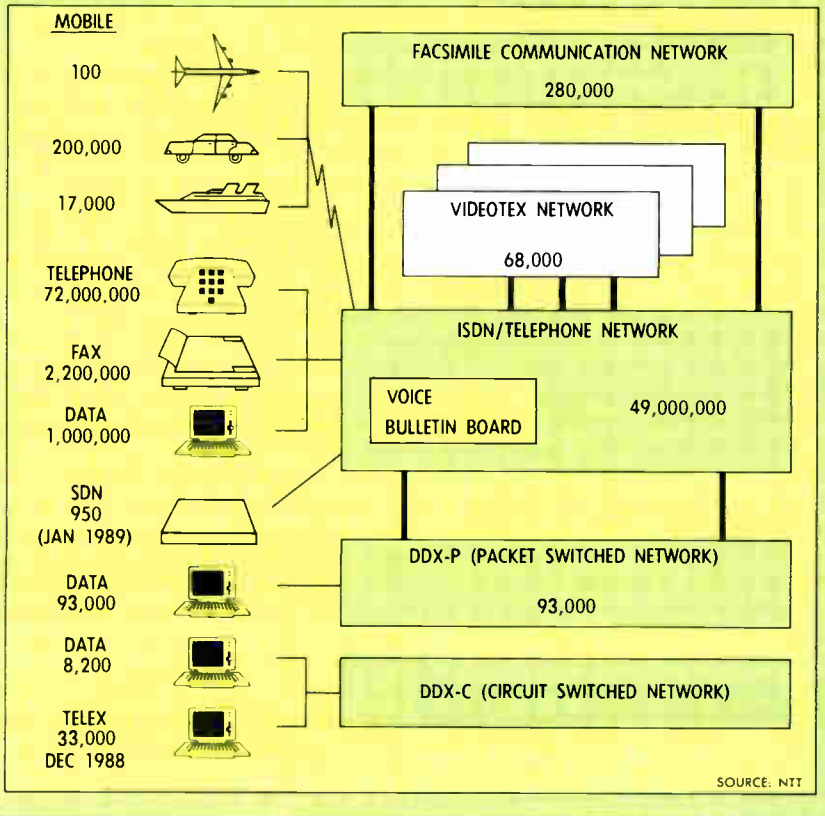 MOBILE
100
200,000
17,000
TELEPHONE
72,000,000
FAX
2,200,000
DATA
1,000,000
SDN
950
(JAN 1989)
DATA
93,000
DATA
8,200
TELEX
33,000
DEC 1988
FACSIMILE COMMUNICATION NETWORK
280,000
VIDEOTEX NETWORK
68,000
ISDN/TELEPHONE NETWORK
VOICE
BULLETIN BOARD
49,000,000
DDX-P (PACKET SWITCHED NETWORK)
93,000
DDX-C (CIRCUIT SWITCHED NETWORK)
SOURCE: NTT